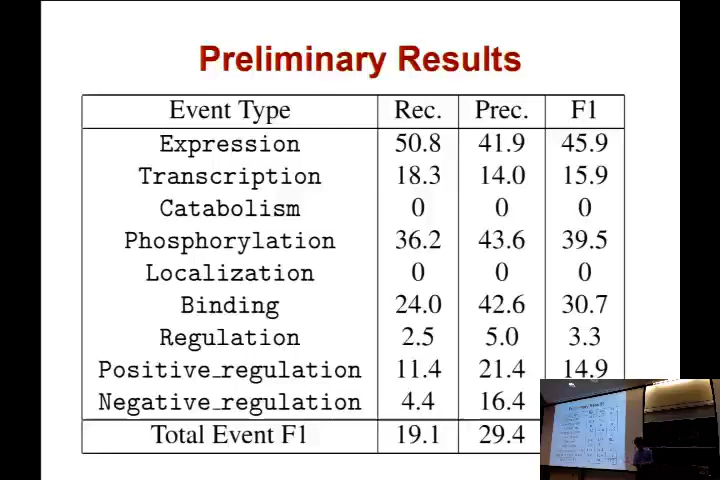 Preliminary Results
Event Type Rec. Prec. F1
Expression 50.8 41.9 45.9
Transcription 18.3 14.0 15.9
Catabolism 0 0 0
Phosphorylation 36.2 43.6 39.5
Localization 0 0 0
Binding 24.0 42.6 30.7
Regulation 2.5 5.0 3.3
Positive_regulation 11.4 21.4 14.9
Negative_regulation 4.4 16.4
Total Event F1 19.1 29.4
Preliminary Results